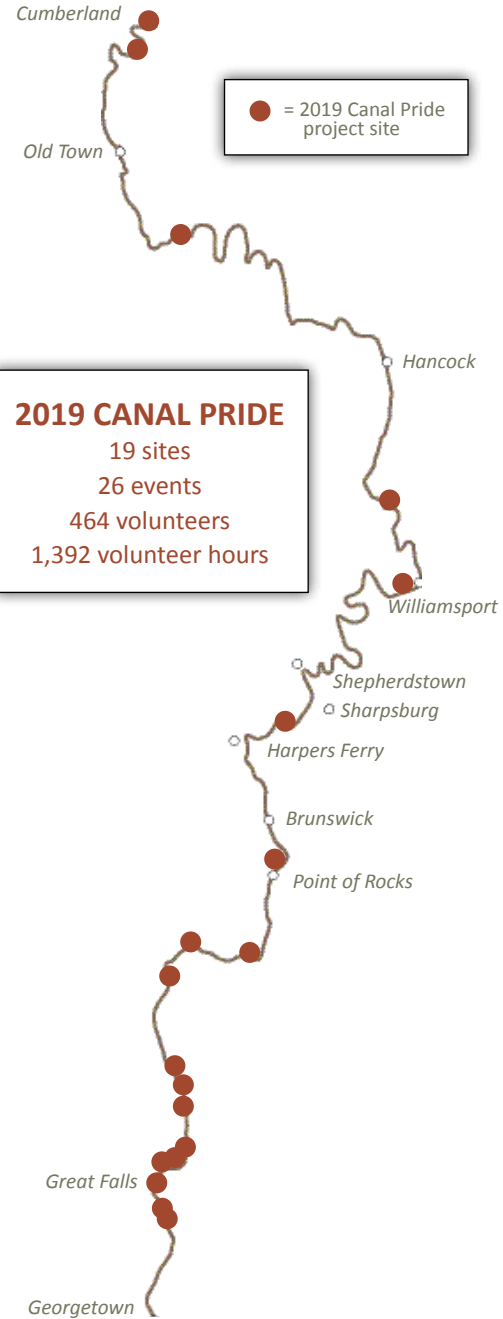 Cumberland
= 2019 Canal Pride
project site
Old Town
Hancock
2019 CANAL PRIDE
19 sites
26 events
464 volunteers
1,392 volunteer hours
Williamsport
Shepherdstown
Sharpsburg
Harpers Ferry
Brunswick
Point of Rocks
Great Falls
Georgetown